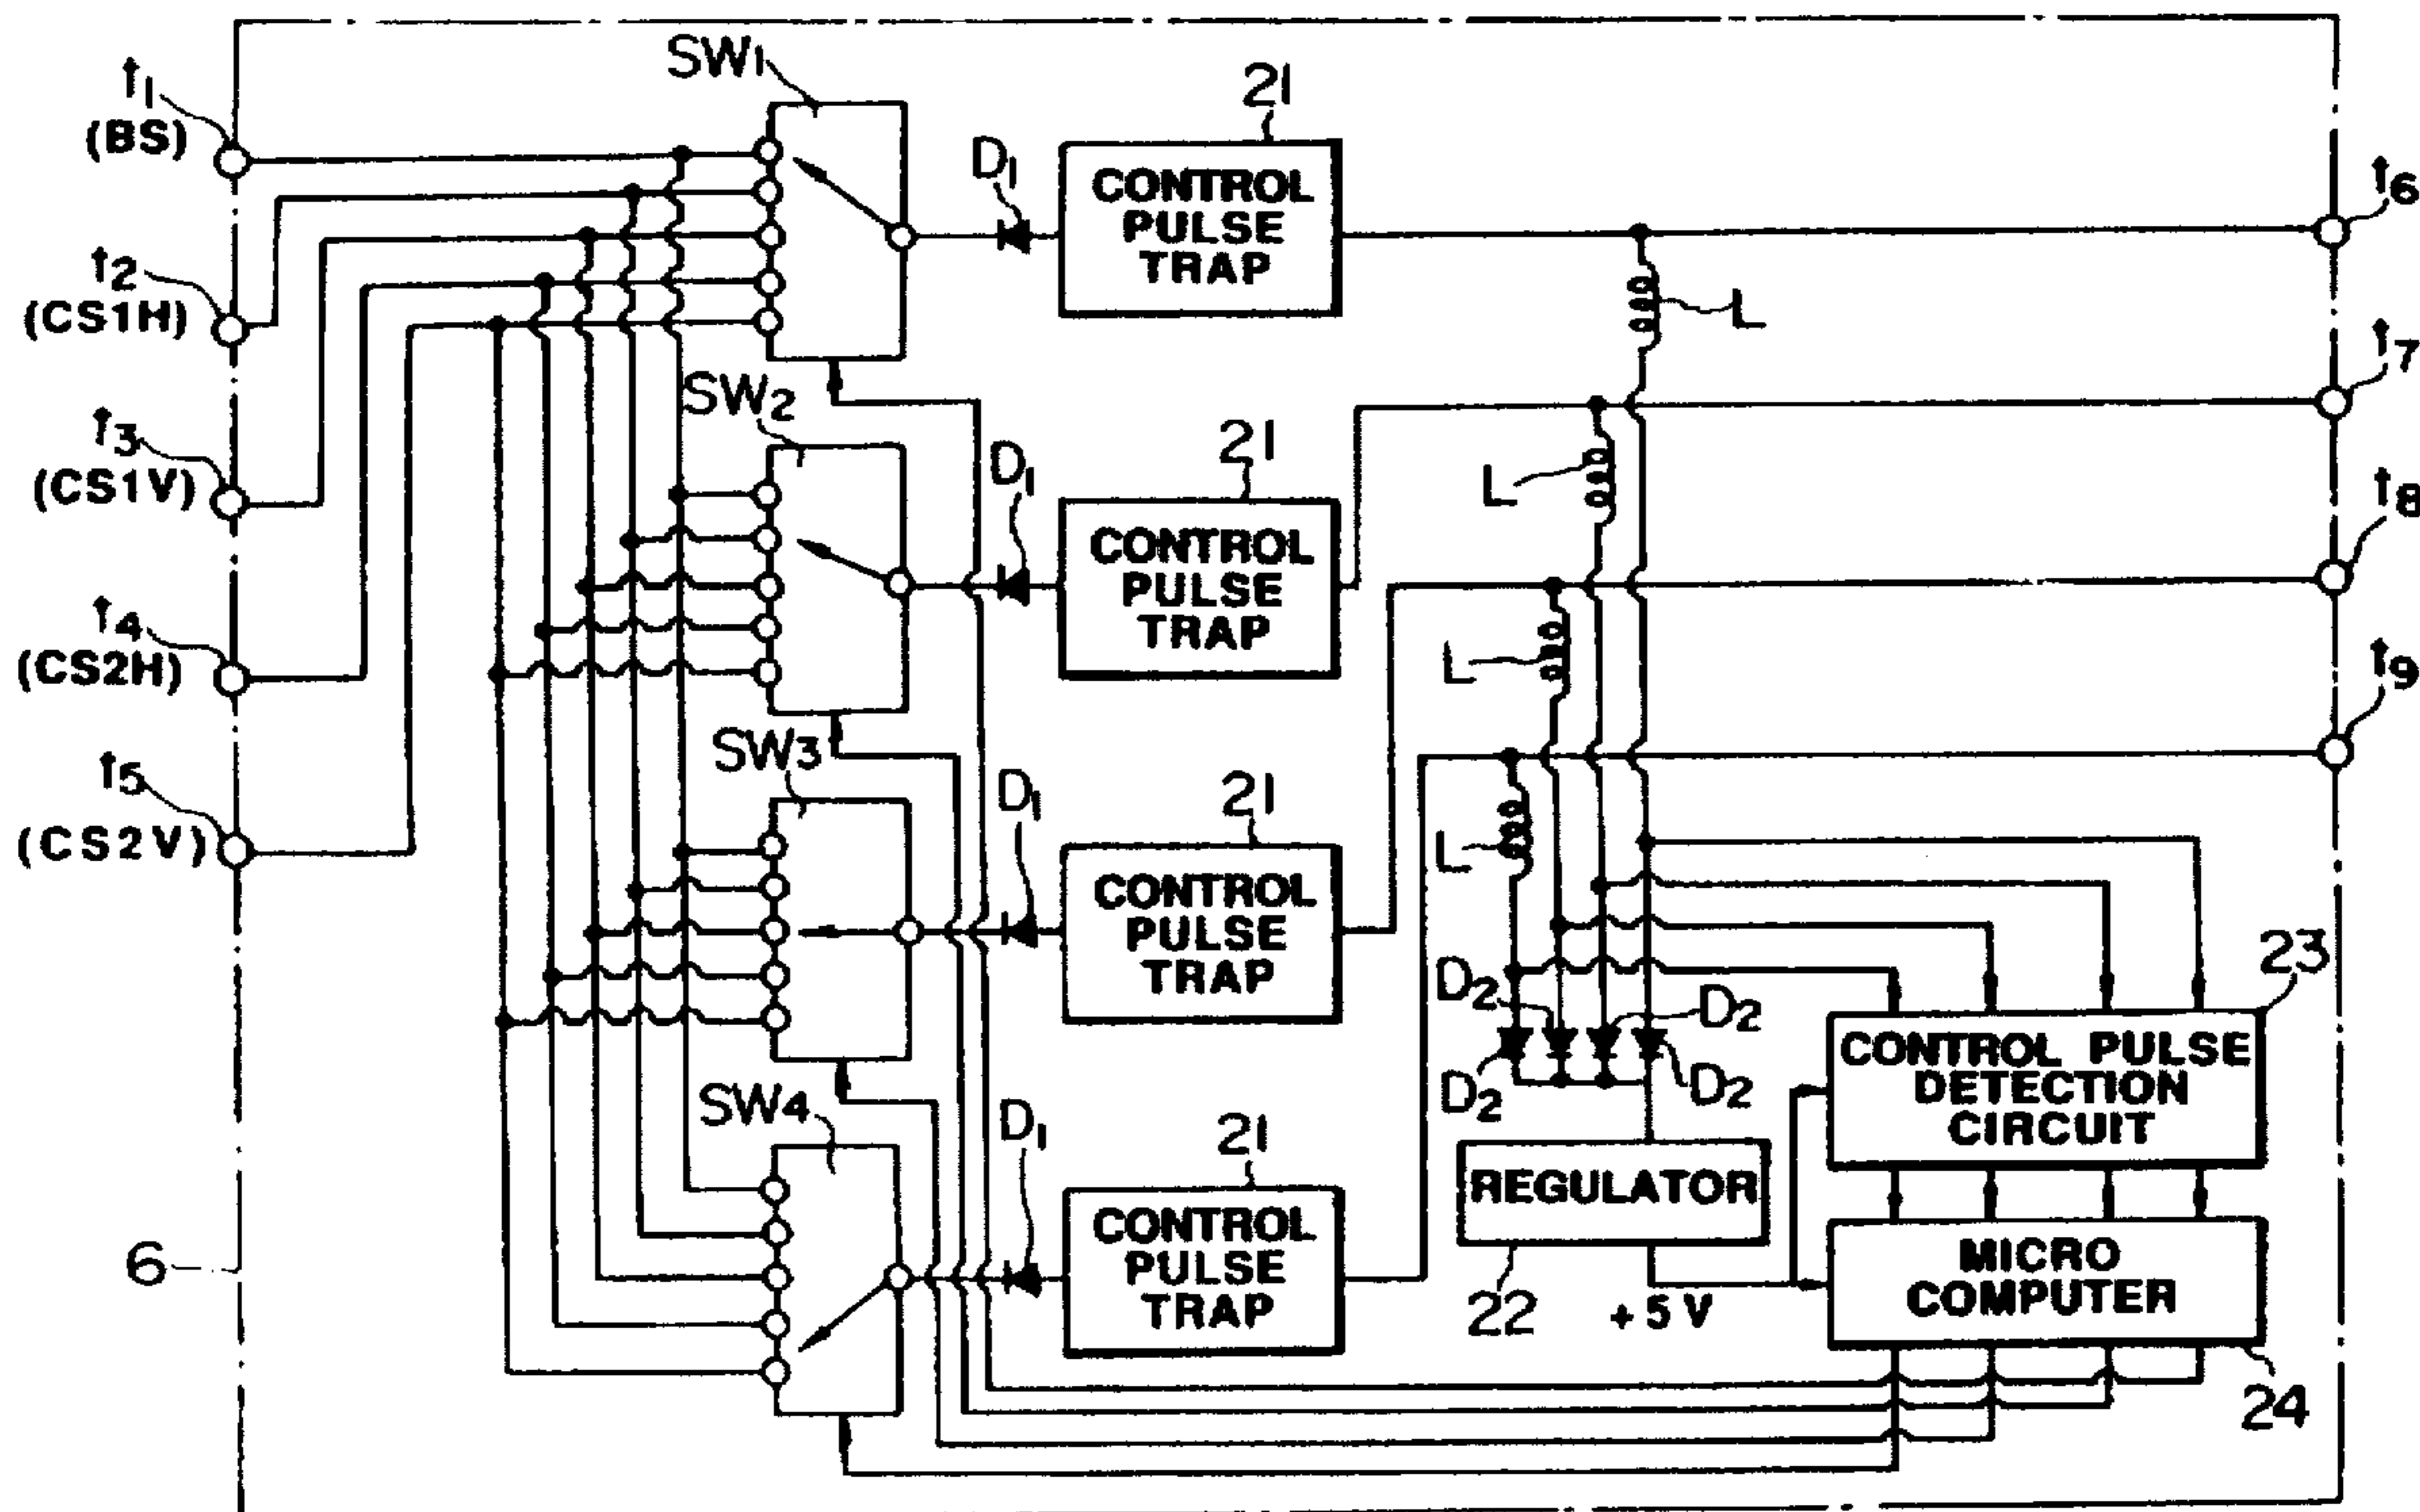 t1
(BS)
t2
(CS1H)
t3
(CS1V)
t4
(CS2H)
t5
(CS2V)
6
SW1
D1
21
CONTROL
PULSE
TRAP
t6
L
SW2
D1
21
CONTROL
PULSE
TRAP
t7
L
SW3
D1
21
CONTROL
PULSE
TRAP
t8
L
SW4
D1
21
CONTROL
PULSE
TRAP
t9
L
D2
D2
D2
D2
REGULATOR
22
+5V
23
CONTROL PULSE
DETECTION
CIRCUIT
MICRO
COMPUTER
24